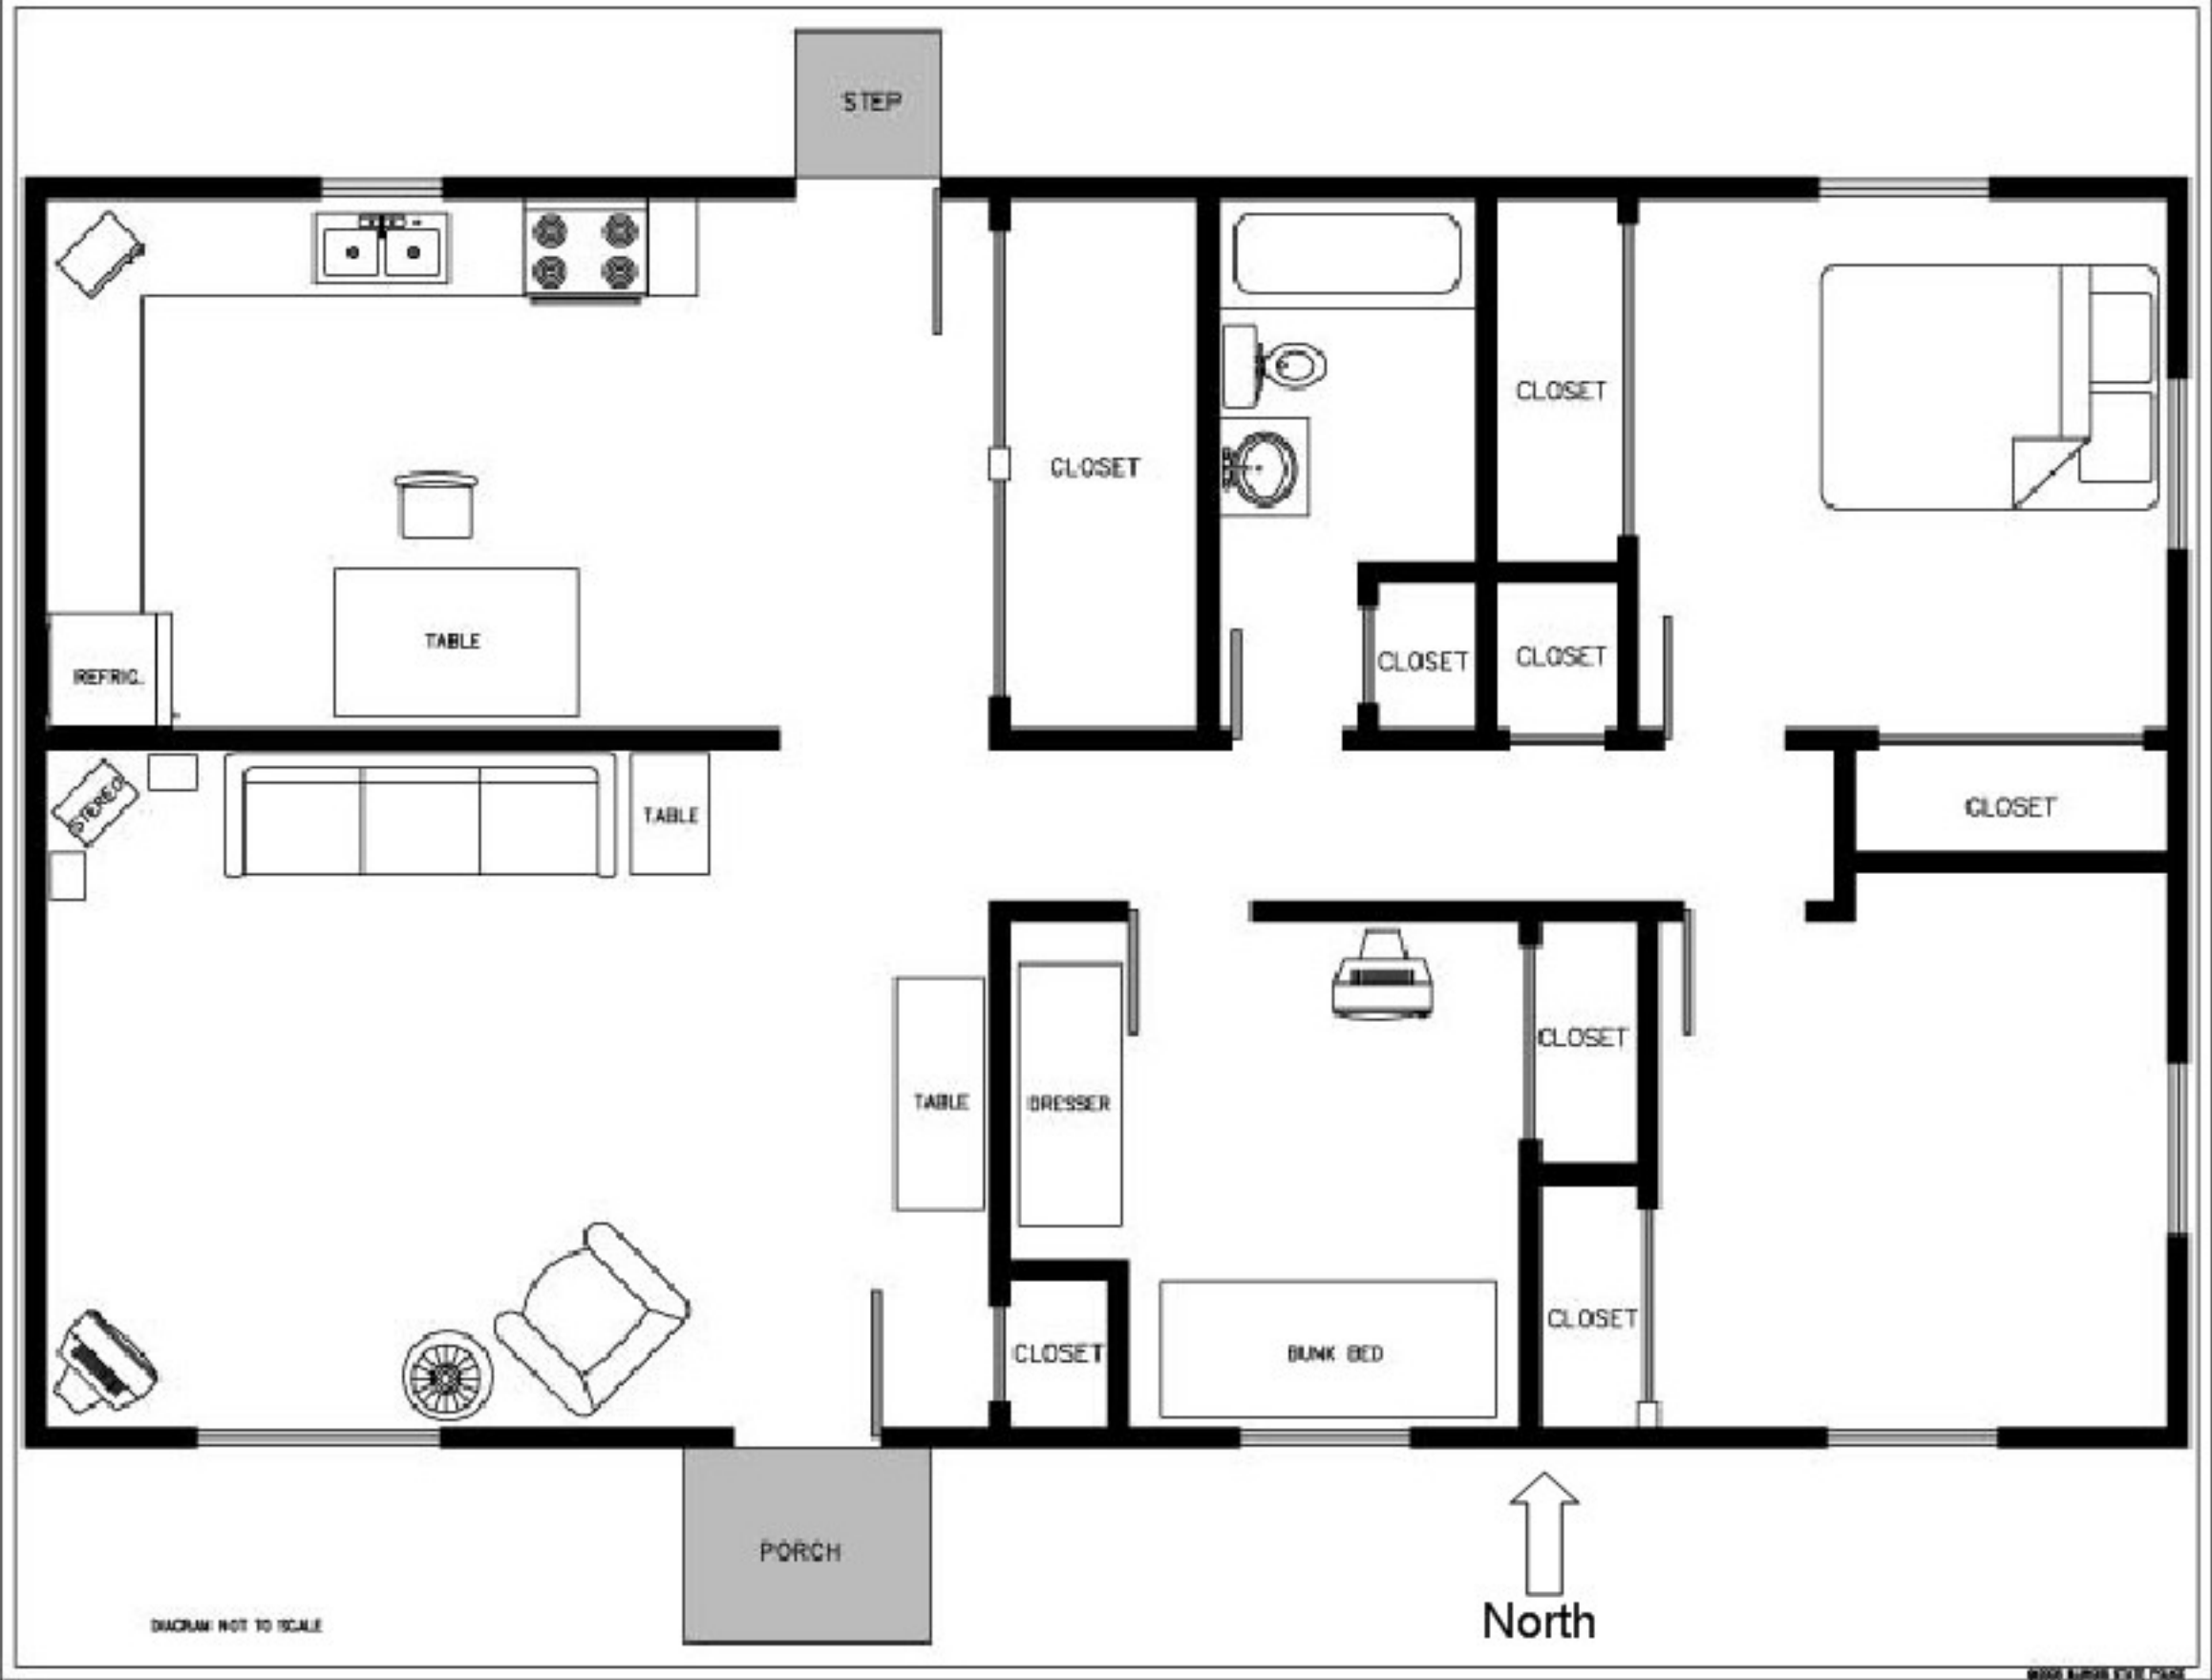 STEP
CLOSET
CLOSET
TABLE
REFRIG.
CLOSET
CLOSET
STEREO
TABLE
CLOSET
TABLE
DRESSER
CLOSET
CLOSET
CLOSET
BUNK BED
PORCH
North
DIAGRAM NOT TO SCALE